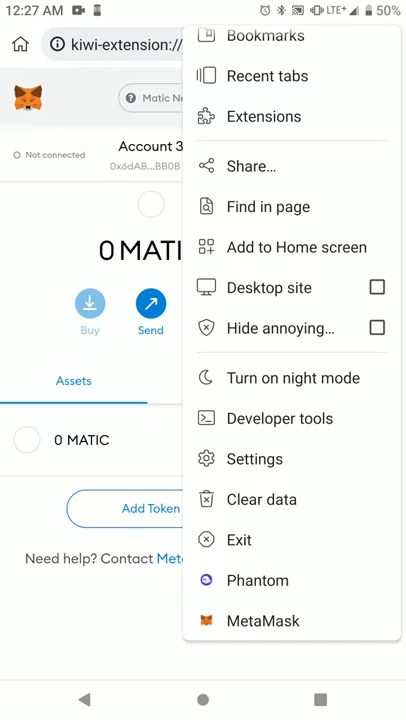 12:27 AM
LTE+
50%
kiwi-extension://
Bookmarks
Recent tabs
Extensions
Share...
Find in page
Add to Home screen
Desktop site
Hide annoying...
Turn on night mode
Developer tools
Settings
Clear data
Exit
Phantom
MetaMask
Matic Ne
Not connected
Account 3
0x6dAB...BB0B
0 MATI
Buy
Send
Assets
0 MATIC
Add Token
Need help? Contact Met